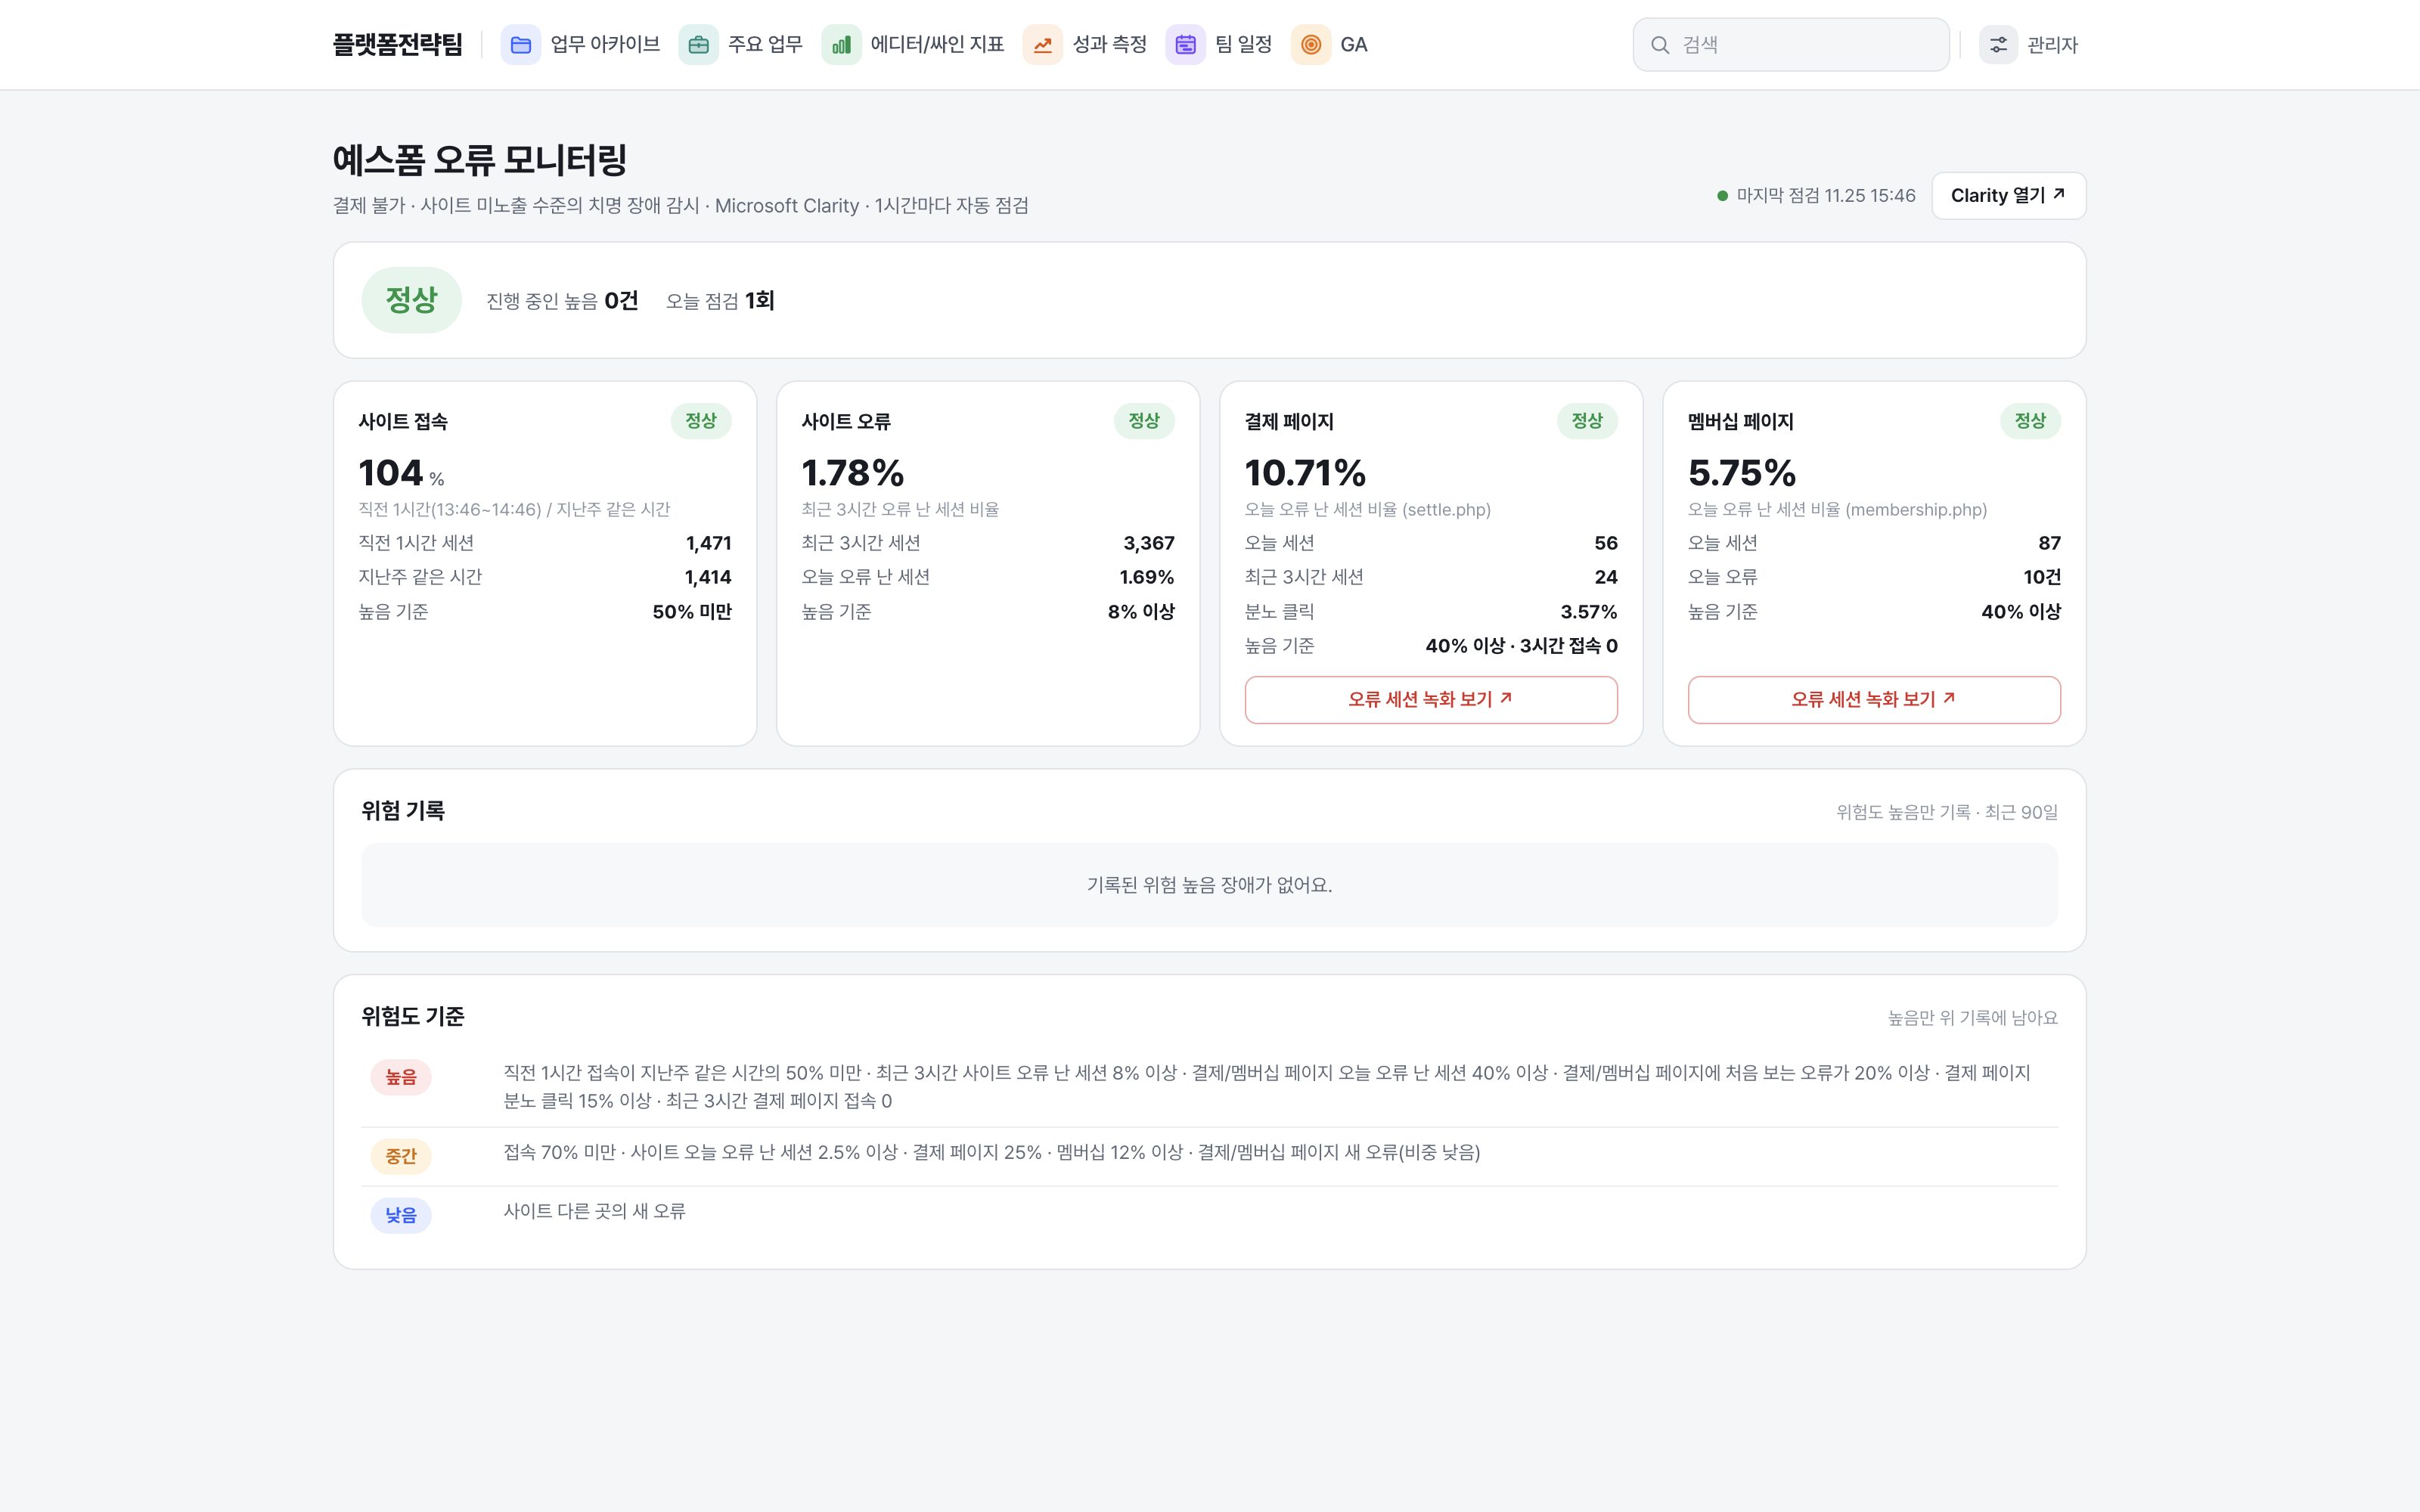 플랫폼전략팀
업무 아카이브
주요 업무
에디터/싸인 지표
성과 측정
팀 일정
GA
검색
관리자
예스폼 오류 모니터링
결제 불가 · 사이트 미노출 수준의 치명 장애 감시 · Microsoft Clarity · 1시간마다 자동 점검
마지막 점검 11.25 15:46
Clarity 열기 ↗
정상
진행 중인 높음 0건
오늘 점검 1회
사이트 접속
정상
104 %
직전 1시간(13:46~14:46) / 지난주 같은 시간
직전 1시간 세션 1,471
지난주 같은 시간 1,414
높음 기준 50% 미만
사이트 오류
정상
1.78%
최근 3시간 오류 난 세션 비율
최근 3시간 세션 3,367
오늘 오류 난 세션 1.69%
높음 기준 8% 이상
결제 페이지
정상
10.71%
오늘 오류 난 세션 비율 (settle.php)
오늘 세션 56
최근 3시간 세션 24
분노 클릭 3.57%
높음 기준 40% 이상 · 3시간 접속 0
오류 세션 녹화 보기 ↗
멤버십 페이지
정상
5.75%
오늘 오류 난 세션 비율 (membership.php)
오늘 세션 87
오늘 오류 10건
높음 기준 40% 이상
오류 세션 녹화 보기 ↗
위험 기록
위험도 높음만 기록 · 최근 90일
기록된 위험 높음 장애가 없어요.
위험도 기준
높음만 위 기록에 남아요
높음
직전 1시간 접속이 지난주 같은 시간의 50% 미만 · 최근 3시간 사이트 오류 난 세션 8% 이상 · 결제/멤버십 페이지 오늘 오류 난 세션 40% 이상 · 결제/멤버십 페이지에 처음 보는 오류가 20% 이상 · 결제 페이지
분노 클릭 15% 이상 · 최근 3시간 결제 페이지 접속 0
중간
접속 70% 미만 · 사이트 오늘 오류 난 세션 2.5% 이상 · 결제 페이지 25% · 멤버십 12% 이상 · 결제/멤버십 페이지 새 오류(비중 낮음)
낮음
사이트 다른 곳의 새 오류